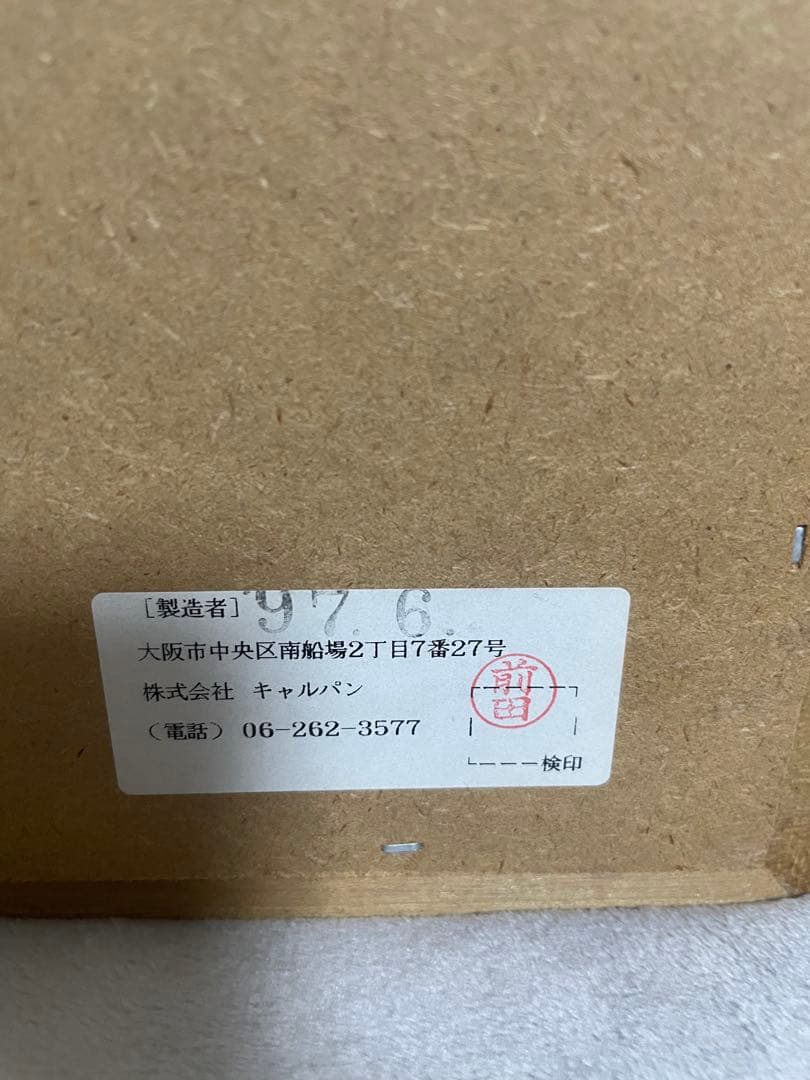 [製造者] 97.6.
大阪市中央区南船場2丁目7番27号
株式会社 キャルパン
(電話) 06-262-3577
前田
検印